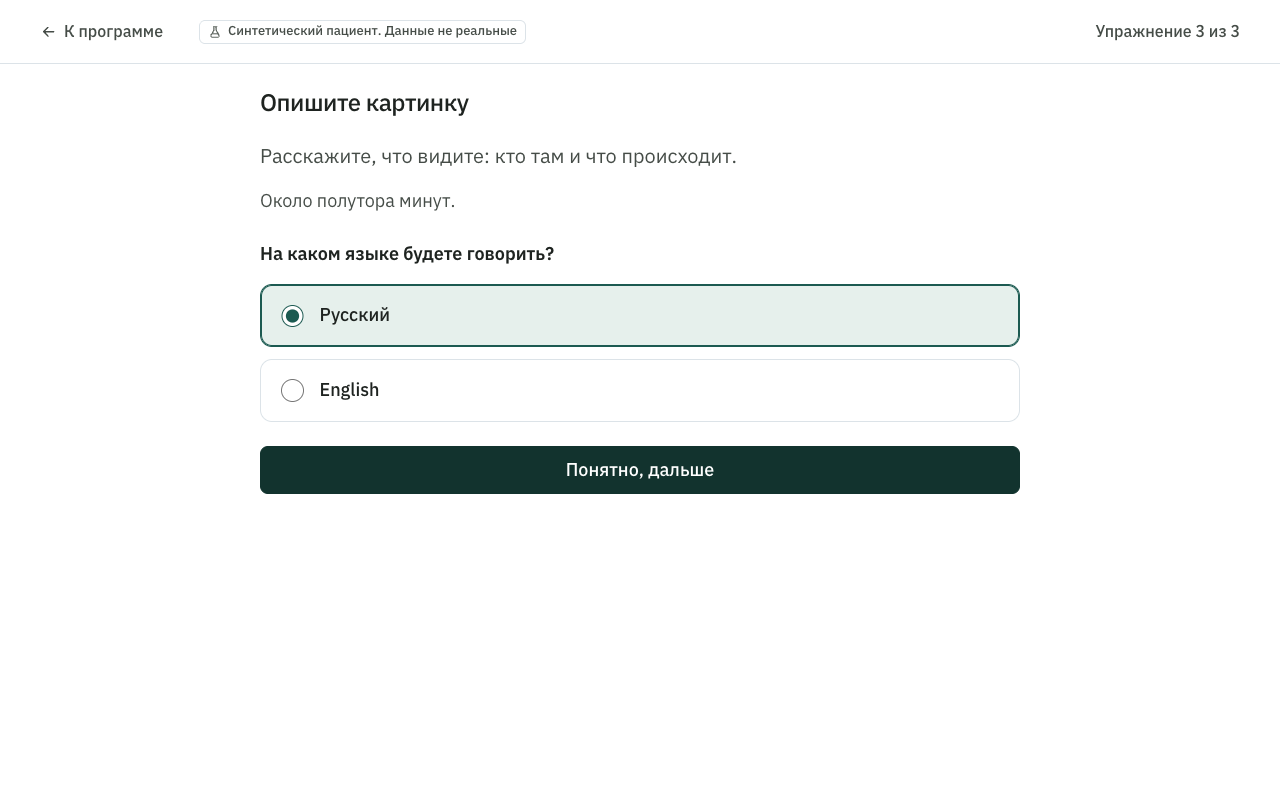 ← К программе
Синтетический пациент. Данные не реальные
Упражнение 3 из 3
Опишите картинку
Расскажите, что видите: кто там и что происходит.
Около полутора минут.
На каком языке будете говорить?
Русский
English
Понятно, дальше